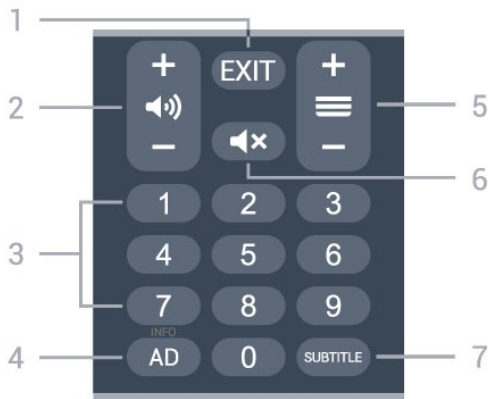 1
+ EXIT +
2 5
- -
6
1 2 3
3 4 5 6
7 8 9
INFO
4 AD 0 SUBTITLE 7